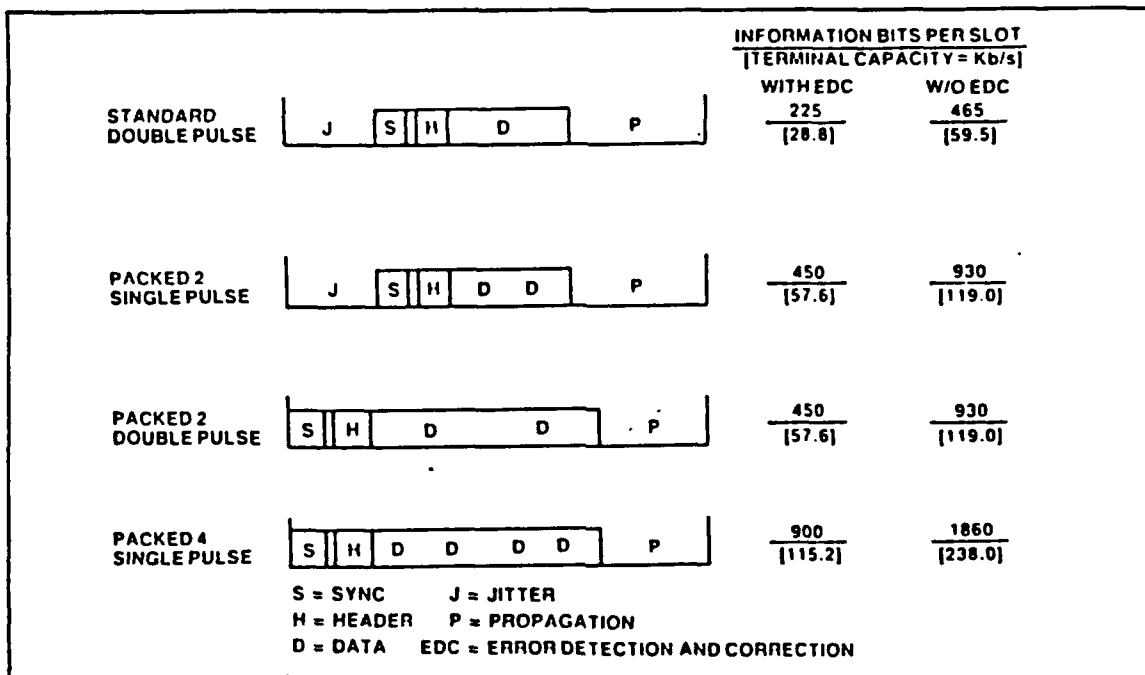 INFORMATION BITS PER SLOT
[TERMINAL CAPACITY = Kb/s]
WITH EDC W/O EDC
STANDARD
DOUBLE PULSE
J S H D P
225
[28.8]
465
[59.5]
PACKED 2
SINGLE PULSE
J S H D D P
450
[57.6]
930
[119.0]
PACKED 2
DOUBLE PULSE
S H D D P
450
[57.6]
930
[119.0]
PACKED 4
SINGLE PULSE
S H D D D D P
900
[115.2]
1860
[238.0]
S = SYNC J = JITTER
H = HEADER P = PROPAGATION
D = DATA EDC = ERROR DETECTION AND CORRECTION